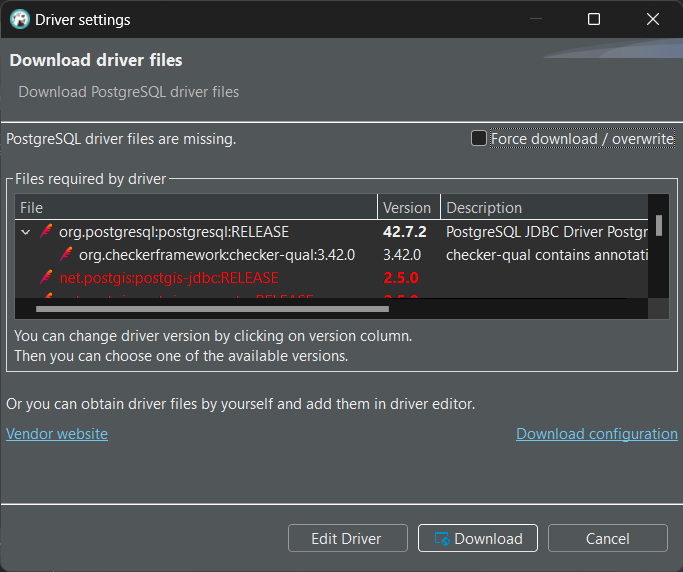 Driver settings
Download driver files
Download PostgreSQL driver files
PostgreSQL driver files are missing.
Force download / overwrite
Files required by driver
File Version Description
org.postgresql:postgresql:RELEASE 42.7.2 PostgreSQL JDBC Driver Postgr
org.checkerframework:checker-qual:3.42.0 3.42.0 checker-qual contains annotati
net.postgis:postgis-jdbc:RELEASE 2.5.0
You can change driver version by clicking on version column.
Then you can choose one of the available versions.
Or you can obtain driver files by yourself and add them in driver editor.
Vendor website
Download configuration
Edit Driver
Download
Cancel